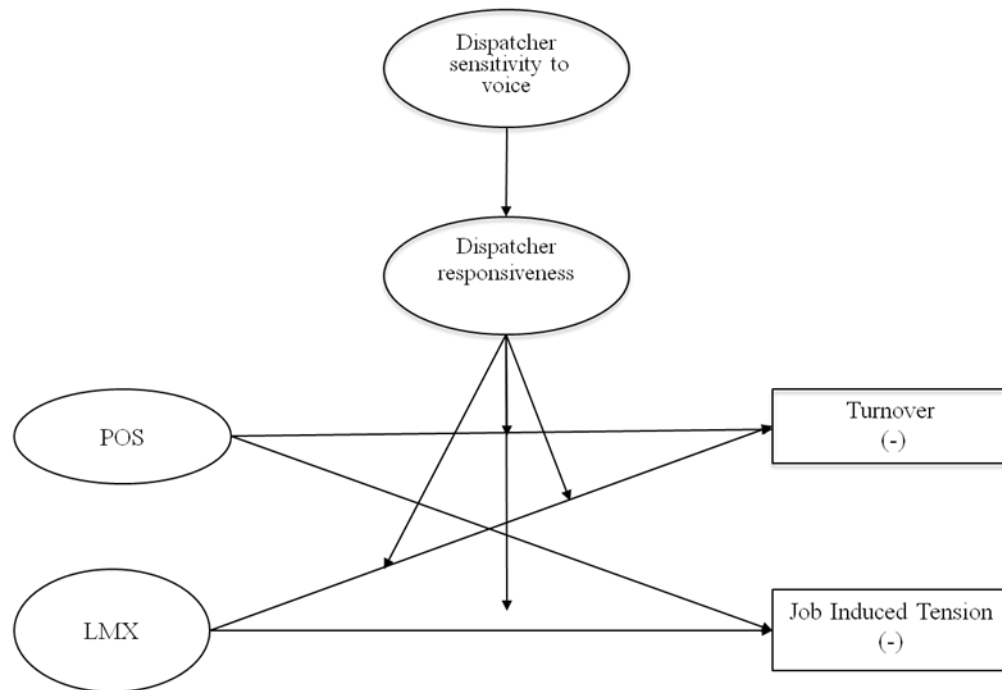 Dispatcher
sensitivity to
voice
Dispatcher
responsiveness
POS
Turnover
(-)
LMX
Job Induced Tension
(-)